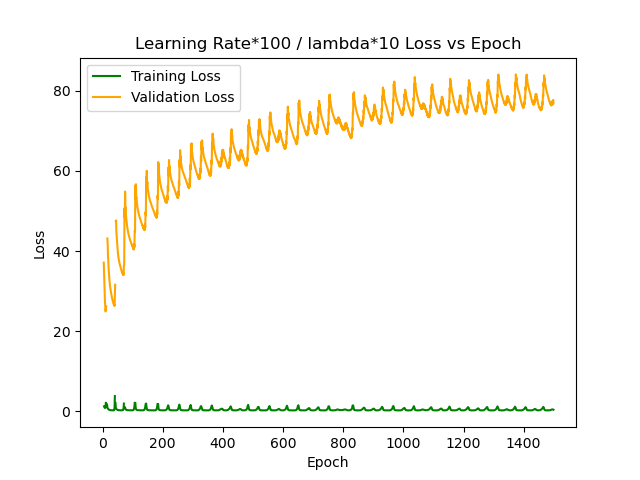 Learning Rate*100 / lambda*10 Loss vs Epoch
Training Loss
Validation Loss
80
60
40
20
0
Loss
0 200 400 600 800 1000 1200 1400
Epoch